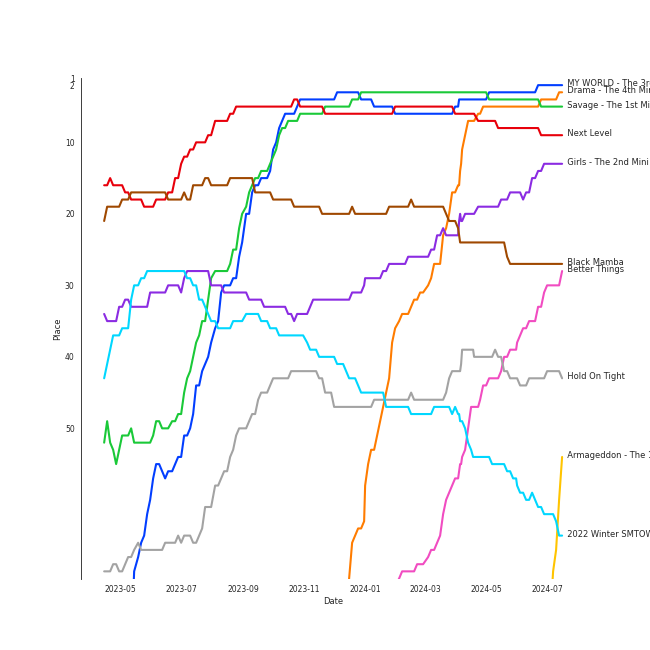 1
2
10
20
30
40
50
Place
MY WORLD - The 3r
Drama - The 4th Mi
Savage - The 1st Mi
Next Level
Girls - The 2nd Mini
Black Mamba
Better Things
Hold On Tight
Armageddon - The
2022 Winter SMTOW
2023-05 2023-07 2023-09 2023-11 2024-01 2024-03 2024-05 2024-07
Date